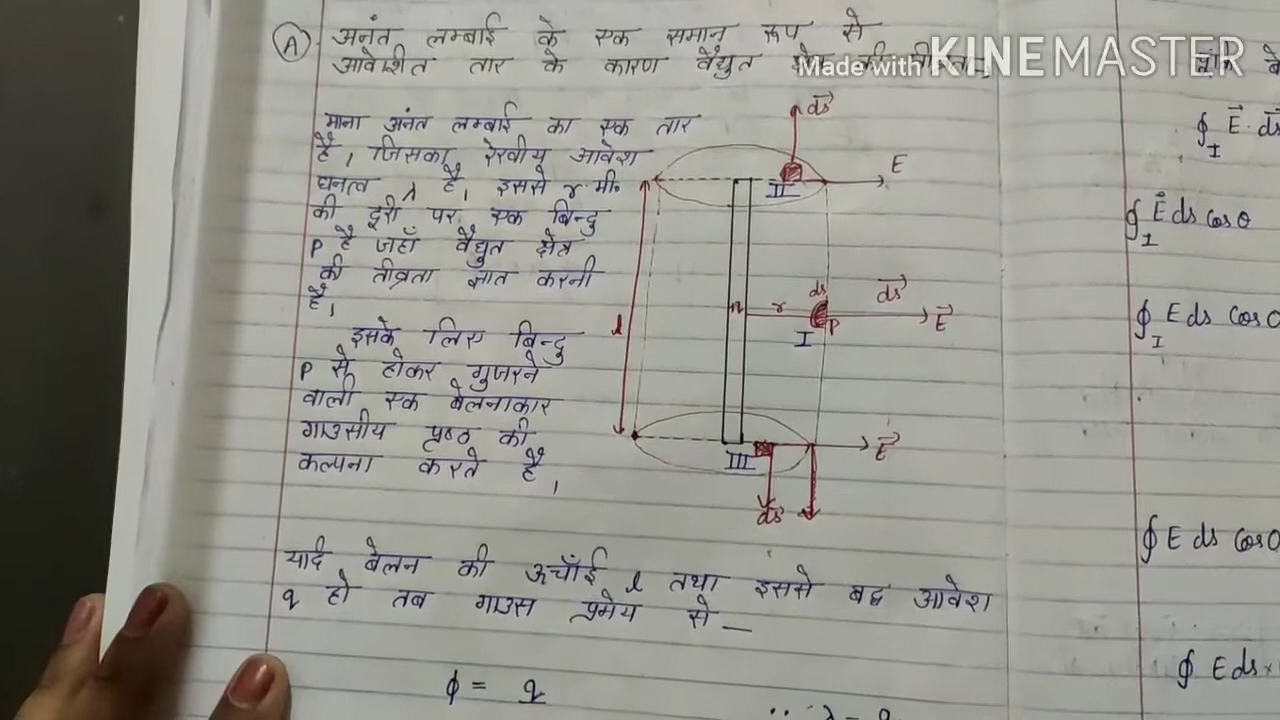 (A) अनंत लम्बाई के एक समान रूप से
आवेशित तार के कारण वैद्युत
Made with KINEMASTER
माना अनंत लम्बाई का एक तार
है, जिसका रेखीय आवेश
घनत्व λ है, इससे r मी०
की दूरी पर एक बिन्दु
P है जहाँ वैद्युत क्षेत्र
की तीव्रता ज्ञात करनी
है,
इसके लिए बिन्दु
P से होकर गुजरने
वाली एक बेलनाकार
गाउसीय पृष्ठ की
कल्पना करते है,
ds
E
II
l
r
ds
ds
P
E
I
E
III
ds
यदि बेलन की ऊचाँई l तथा इससे बद्ध आवेश
q हो तब गाउस प्रमेय से —
ϕ = q
∮ E · ds
I
∮ E ds cos θ
I
∮ E ds cos
I
∮ E ds cos
∮ E ds ×